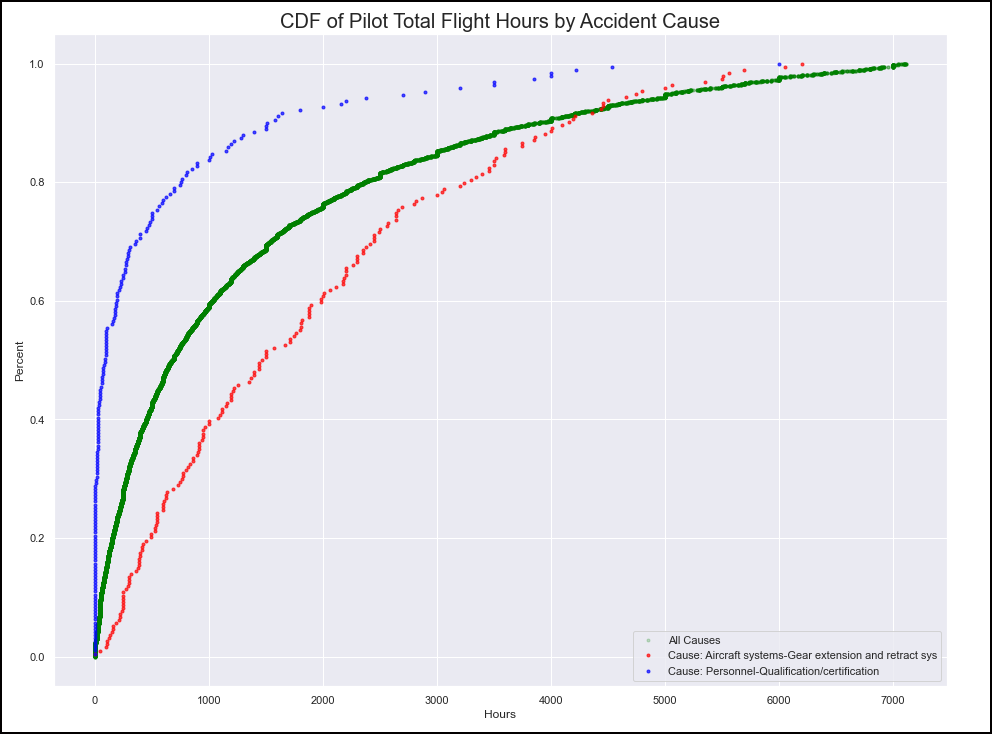 CDF of Pilot Total Flight Hours by Accident Cause
1.0
0.8
0.6
0.4
0.2
0.0
Percent
All Causes
Cause: Aircraft systems-Gear extension and retract sys
Cause: Personnel-Qualification/certification
0 1000 2000 3000 4000 5000 6000 7000
Hours